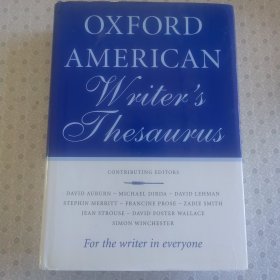 OXFORD
AMERICAN
Writer's
Thesaurus
CONTRIBUTING EDITORS
DAVID AUBURN – MICHAEL DIRDA – DAVID LEHMAN
STEPHIN MERRITT – FRANCINE PROSE – ZADIE SMITH
JEAN STROUSE – DAVID FOSTER WALLACE
SIMON WINCHESTER
For the writer in everyone